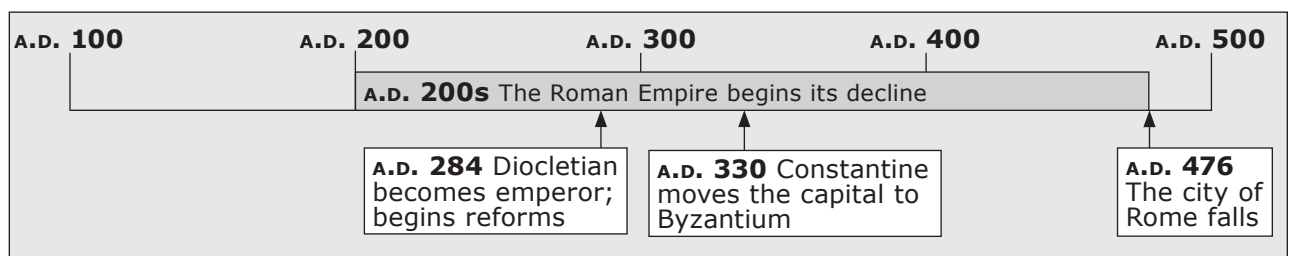 A.D. 100 A.D. 200 A.D. 300 A.D. 400 A.D. 500
A.D. 200s The Roman Empire begins its decline
A.D. 284 Diocletian
becomes emperor;
begins reforms
A.D. 330 Constantine
moves the capital to
Byzantium
A.D. 476
The city of
Rome falls